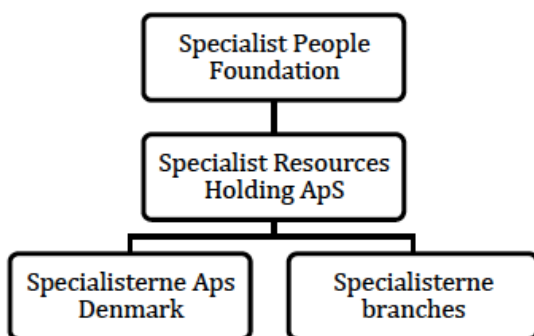 Specialist People
Foundation
Specialist Resources
Holding ApS
Specialisterne Aps
Denmark
Specialisterne
branches